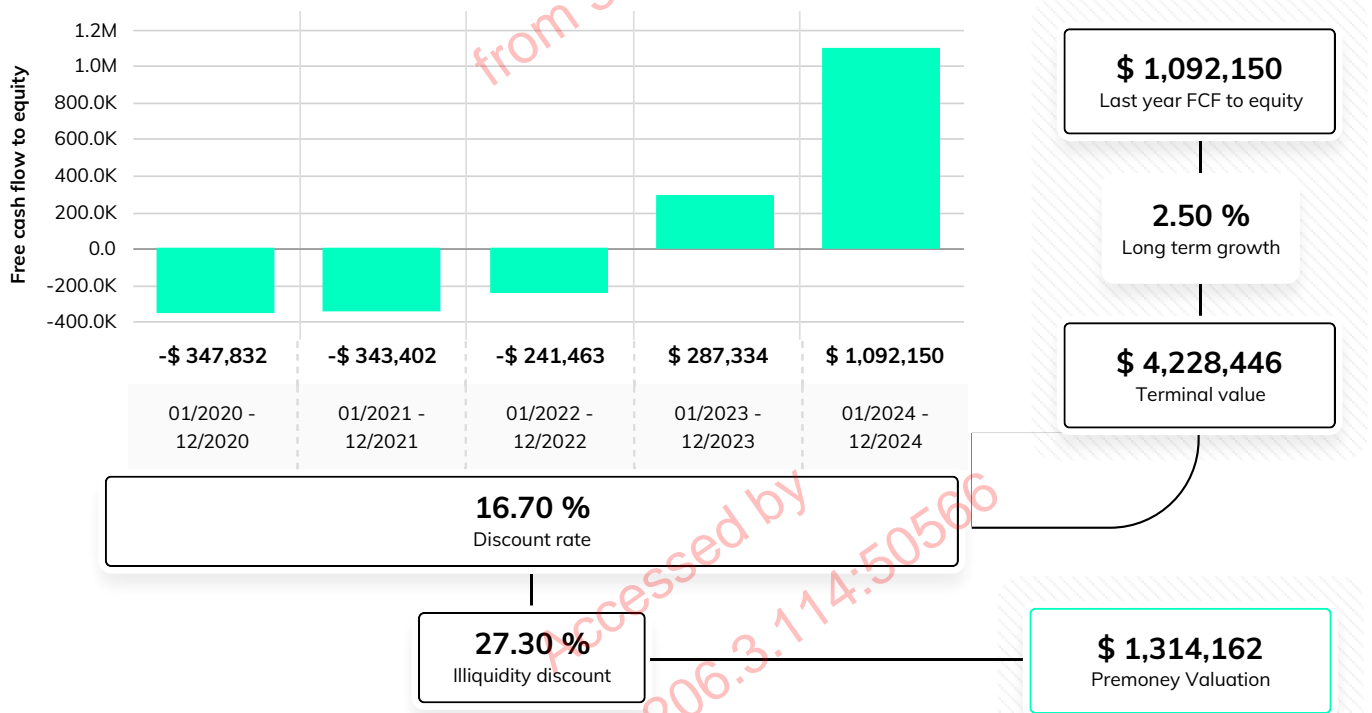 from
Free cash flow to equity
1.2M
1.0M
800.0K
600.0K
400.0K
200.0K
0.0
-200.0K
-400.0K
-$ 347,832
-$ 343,402
-$ 241,463
$ 287,334
$ 1,092,150
01/2020 -
12/2020
01/2021 -
12/2021
01/2022 -
12/2022
01/2023 -
12/2023
01/2024 -
12/2024
16.70 %
Discount rate
27.30 %
Illiquidity discount
$ 1,092,150
Last year FCF to equity
2.50 %
Long term growth
$ 4,228,446
Terminal value
$ 1,314,162
Premoney Valuation
Accessed by
206.3.114:50566